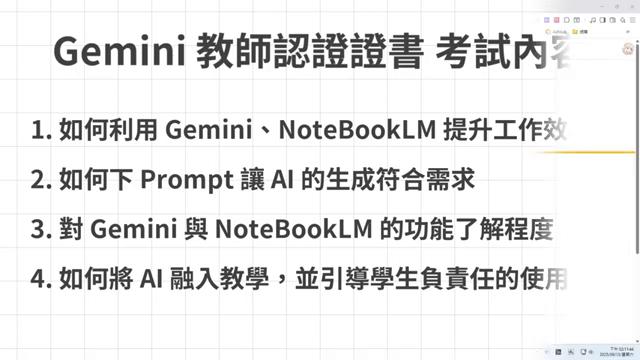 Gemini 教師認證證書 考試內容
1. 如何利用 Gemini、NoteBookLM 提升工作效
2. 如何下 Prompt 讓 AI 的生成符合需求
3. 對 Gemini 與 NoteBookLM 的功能了解程度
4. 如何將 AI 融入教學，並引導學生負責任的使用